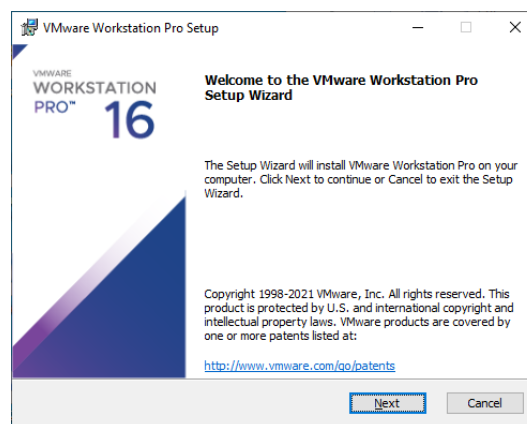 VMware Workstation Pro Setup
VMWARE
WORKSTATION
PRO™ 16
Welcome to the VMware Workstation Pro
Setup Wizard
The Setup Wizard will install VMware Workstation Pro on your
computer. Click Next to continue or Cancel to exit the Setup
Wizard.
Copyright 1998-2021 VMware, Inc. All rights reserved. This
product is protected by U.S. and international copyright and
intellectual property laws. VMware products are covered by
one or more patents listed at:
http://www.vmware.com/go/patents
Next
Cancel